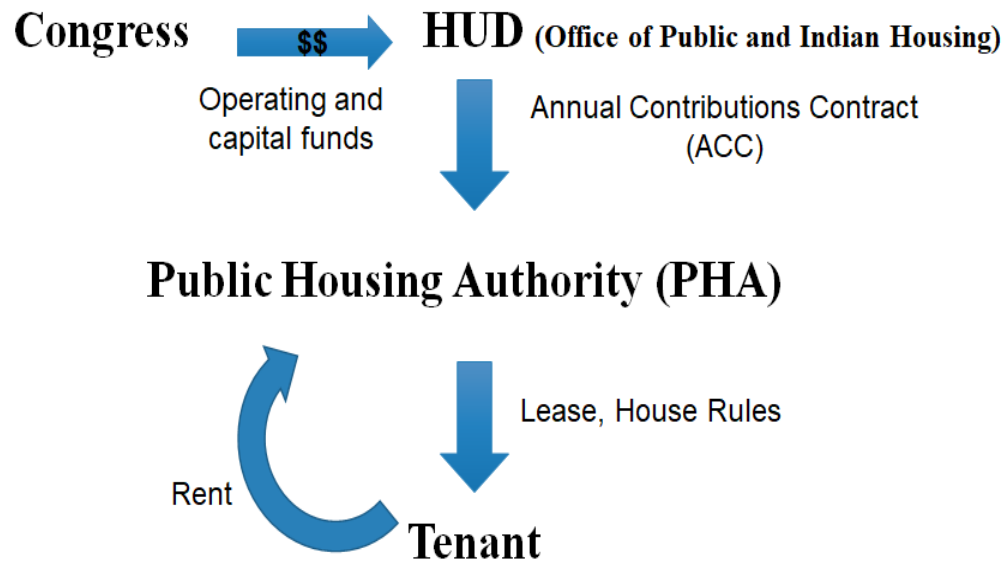 Congress $$ HUD (Office of Public and Indian Housing)
Operating and
capital funds
Annual Contributions Contract
(ACC)
Public Housing Authority (PHA)
Lease, House Rules
Rent
Tenant